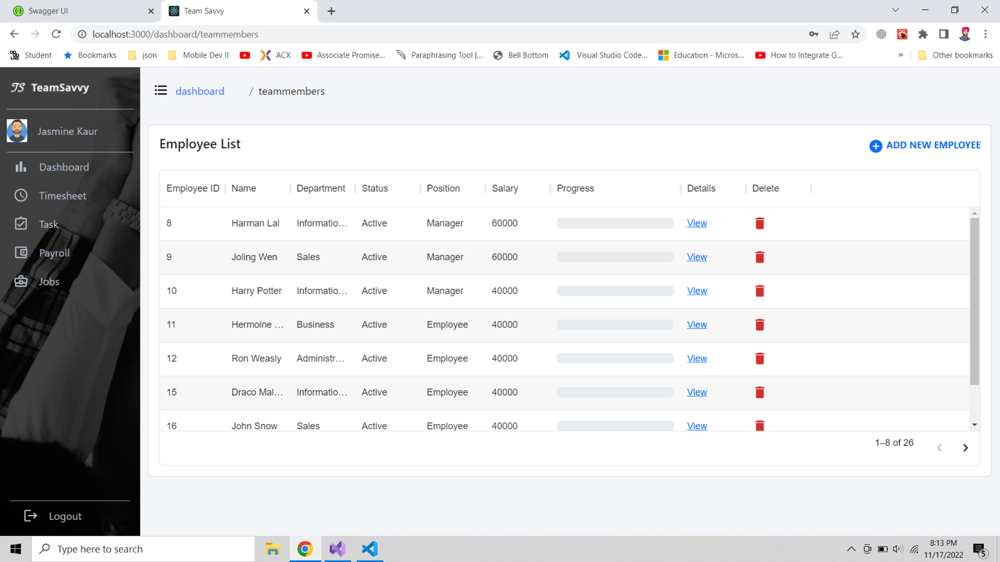 Swagger UI
Team Savvy
localhost:3000/dashboard/teammembers
Student Bookmarks json Mobile Dev II ACX Associate Promise... Paraphrasing Tool |... Bell Bottom Visual Studio Code... Education - Micros... How to Integrate G... » Other bookmarks
TS TeamSavvy
Jasmine Kaur
Dashboard
Timesheet
Task
Payroll
Jobs
Logout
dashboard / teammembers
Employee List
ADD NEW EMPLOYEE
Employee ID Name Department Status Position Salary Progress Details Delete
8 Harman Lal Informatio... Active Manager 60000 View
9 Joling Wen Sales Active Manager 60000 View
10 Harry Potter Informatio... Active Manager 40000 View
11 Hermoine ... Business Active Employee 40000 View
12 Ron Weasly Administr... Active Employee 40000 View
15 Draco Mal... Informatio... Active Employee 40000 View
16 John Snow Sales Active Employee 40000 View
1–8 of 26
Type here to search
8:13 PM
11/17/2022
5